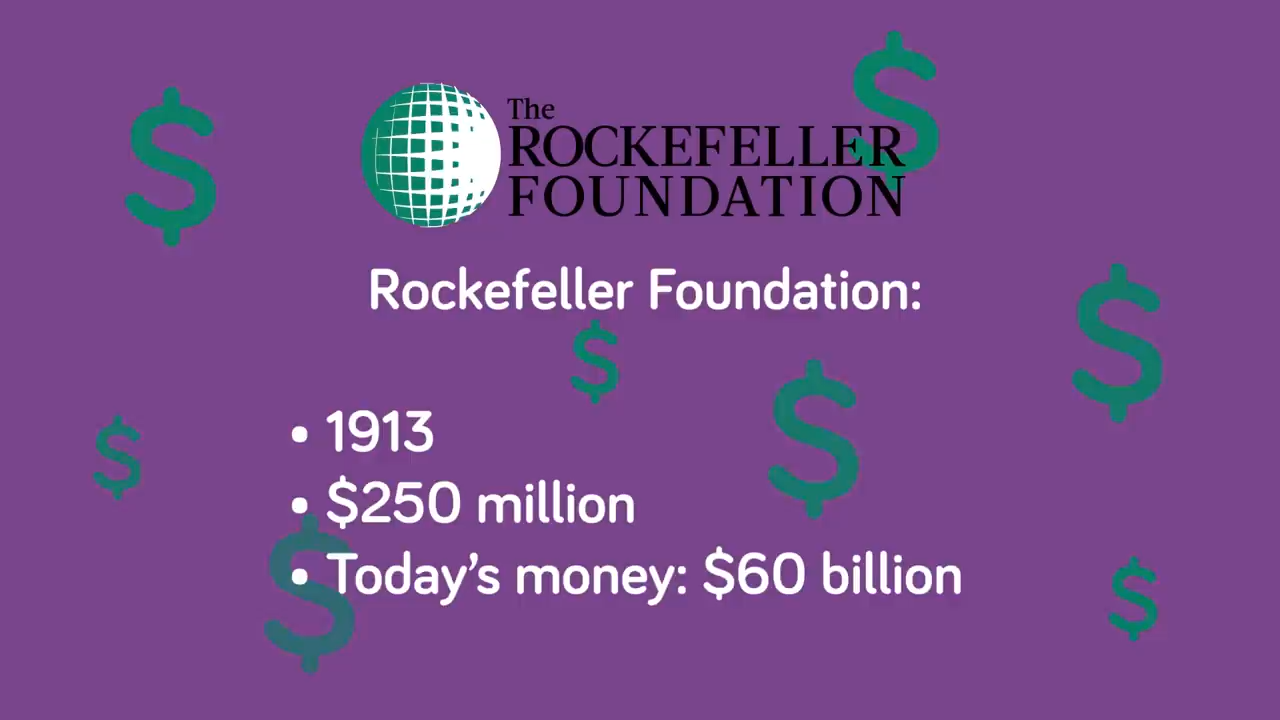 The
ROCKEFELLER
FOUNDATION
Rockefeller Foundation:
• 1913
• $250 million
• Today’s money: $60 billion